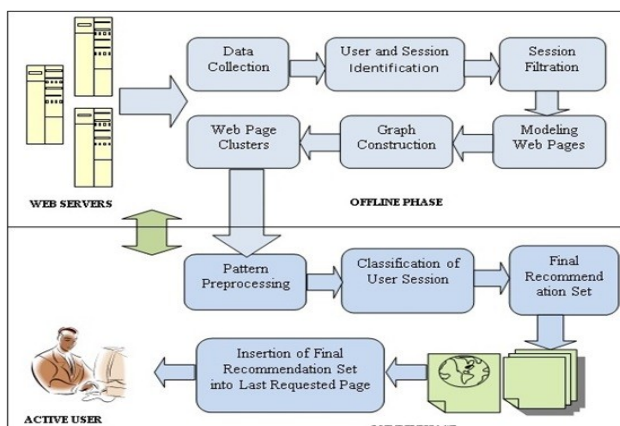 Data
Collection
User and Session
Identification
Session
Filtration
Web Page
Clusters
Graph
Construction
Modeling
Web Pages
WEB SERVERS
OFFLINE PHASE
Pattern
Preprocessing
Classification of
User Session
Final
Recommend
ation Set
Insertion of Final
Recommendation Set
into Last Requested Page
ACTIVE USER